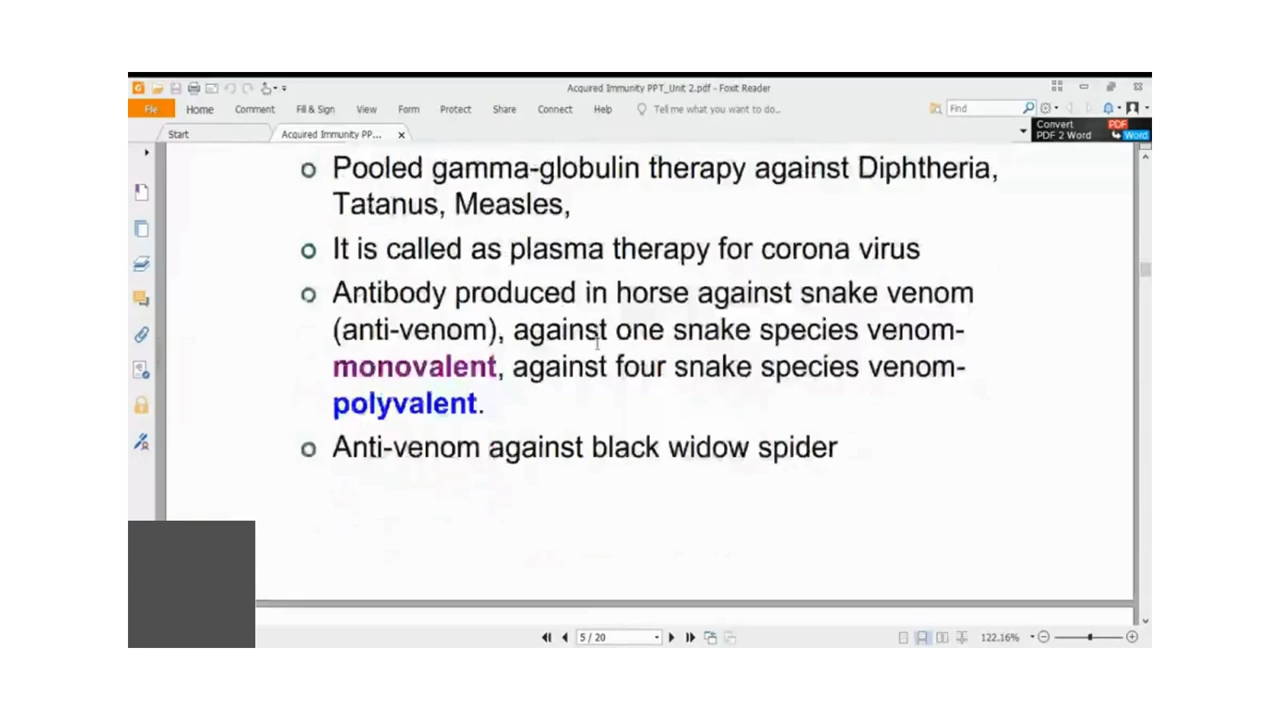 Acquired Immunity PPT_Unit 2.pdf - Foxit Reader
File Home Comment Fill & Sign View Form Protect Share Connect Help Tell me what you want to do.. Find
Start Acquired Immunity PP... Convert PDF
PDF 2 Word Word
Pooled gamma-globulin therapy against Diphtheria,
Tatanus, Measles,
It is called as plasma therapy for corona virus
Antibody produced in horse against snake venom
(anti-venom), against one snake species venom-
monovalent, against four snake species venom-
polyvalent.
Anti-venom against black widow spider
5 / 20 122.16%